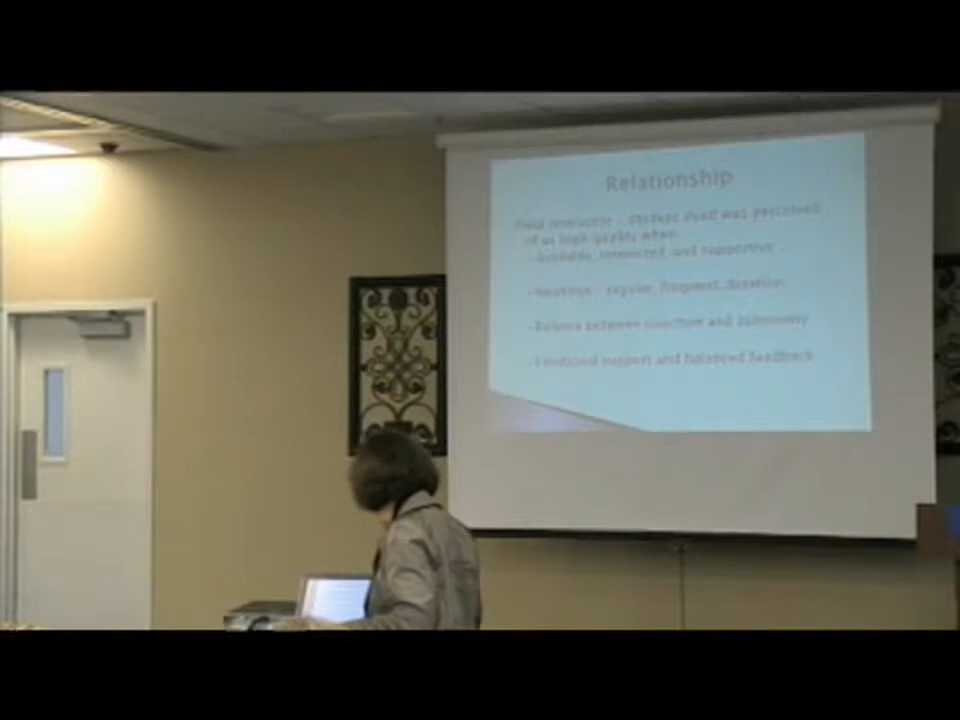 Relationship
Field Instructor - student dyad was perceived
of as high quality when:
-Available, interested, and supportive
-Meetings - regular, frequent, duration
-Balance between structure and autonomy
-Emotional support and balanced feedback